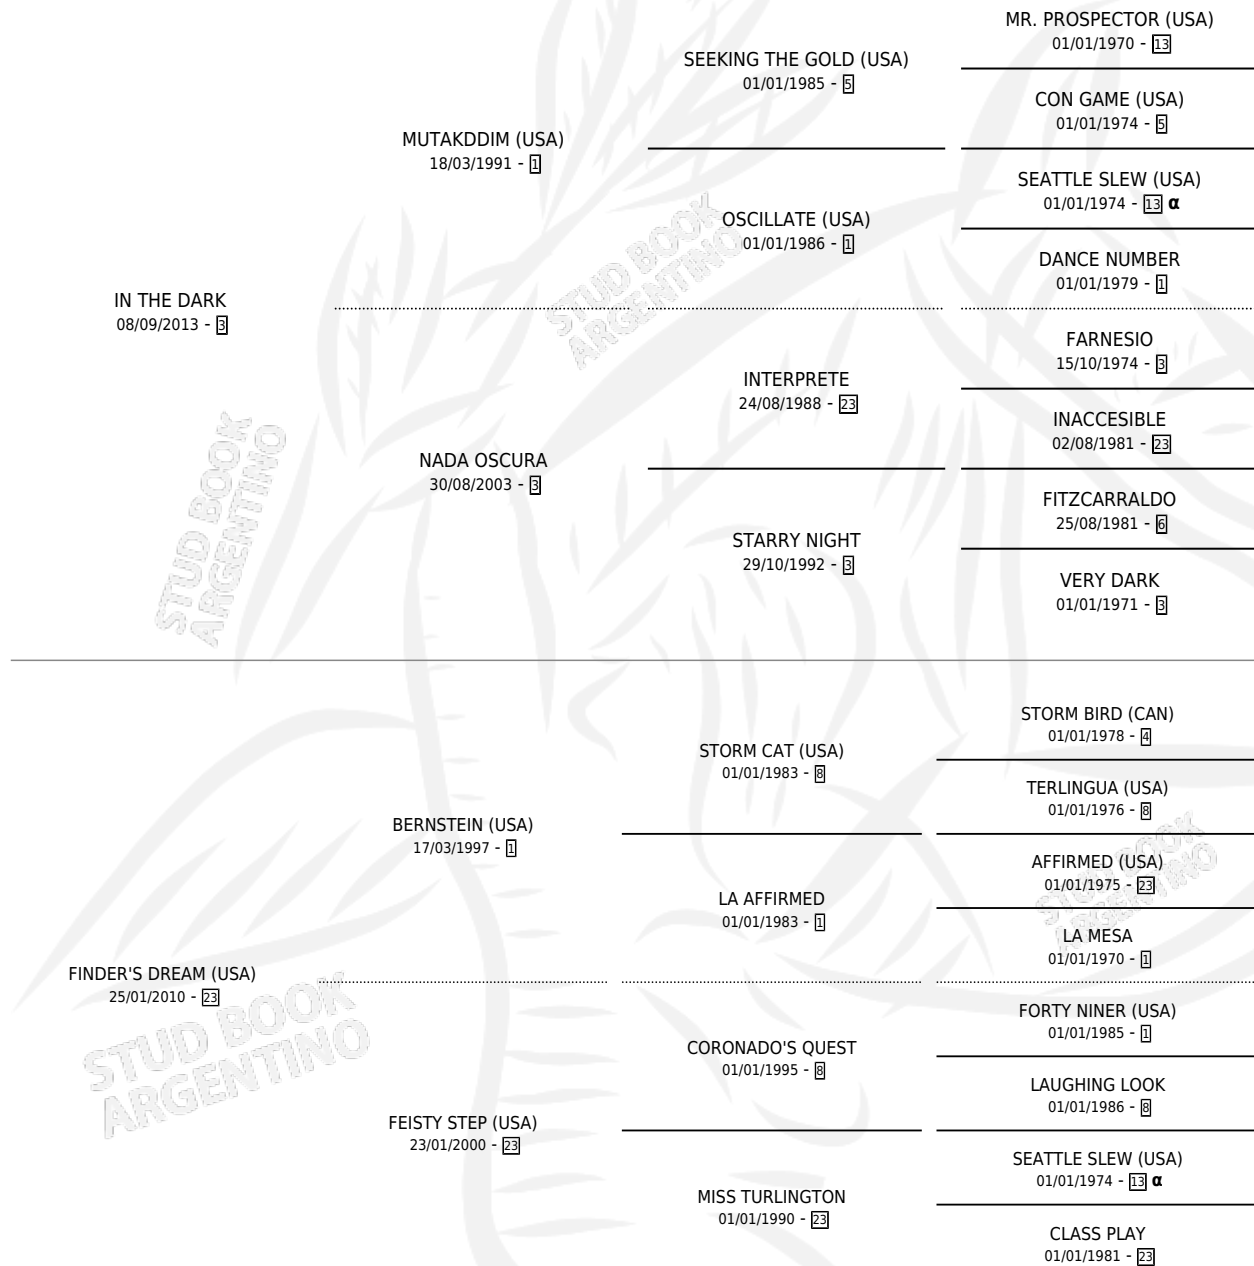 MR. PROSPECTOR (USA)
01/01/1970 - 13
SEEKING THE GOLD (USA)
01/01/1985 - 5
CON GAME (USA)
01/01/1974 - 5
MUTAKDDIM (USA)
18/03/1991 - 1
SEATTLE SLEW (USA)
01/01/1974 - 13 α
OSCILLATE (USA)
01/01/1986 - 1
DANCE NUMBER
01/01/1979 - 1
STUD BOOK
ARGENTINO
IN THE DARK
08/09/2013 - 3
FARNESIO
15/10/1974 - 3
INTERPRETE
24/08/1988 - 23
INACCESIBLE
02/08/1981 - 23
NADA OSCURA
30/08/2003 - 3
STUD BOOK
ARGENTINO
FITZCARRALDO
25/08/1981 - 6
STARRY NIGHT
29/10/1992 - 3
VERY DARK
01/01/1971 - 3
STORM BIRD (CAN)
01/01/1978 - 4
STORM CAT (USA)
01/01/1983 - 8
TERLINGUA (USA)
01/01/1976 - 8
BERNSTEIN (USA)
17/03/1997 - 1
STUD BOOK
ARGENTINO
AFFIRMED (USA)
01/01/1975 - 23
LA AFFIRMED
01/01/1983 - 1
LA MESA
01/01/1970 - 1
FINDER'S DREAM (USA)
25/01/2010 - 23
STUD BOOK
ARGENTINO
FORTY NINER (USA)
01/01/1985 - 1
CORONADO'S QUEST
01/01/1995 - 8
LAUGHING LOOK
01/01/1986 - 8
FEISTY STEP (USA)
23/01/2000 - 23
SEATTLE SLEW (USA)
01/01/1974 - 13 α
MISS TURLINGTON
01/01/1990 - 23
CLASS PLAY
01/01/1981 - 23